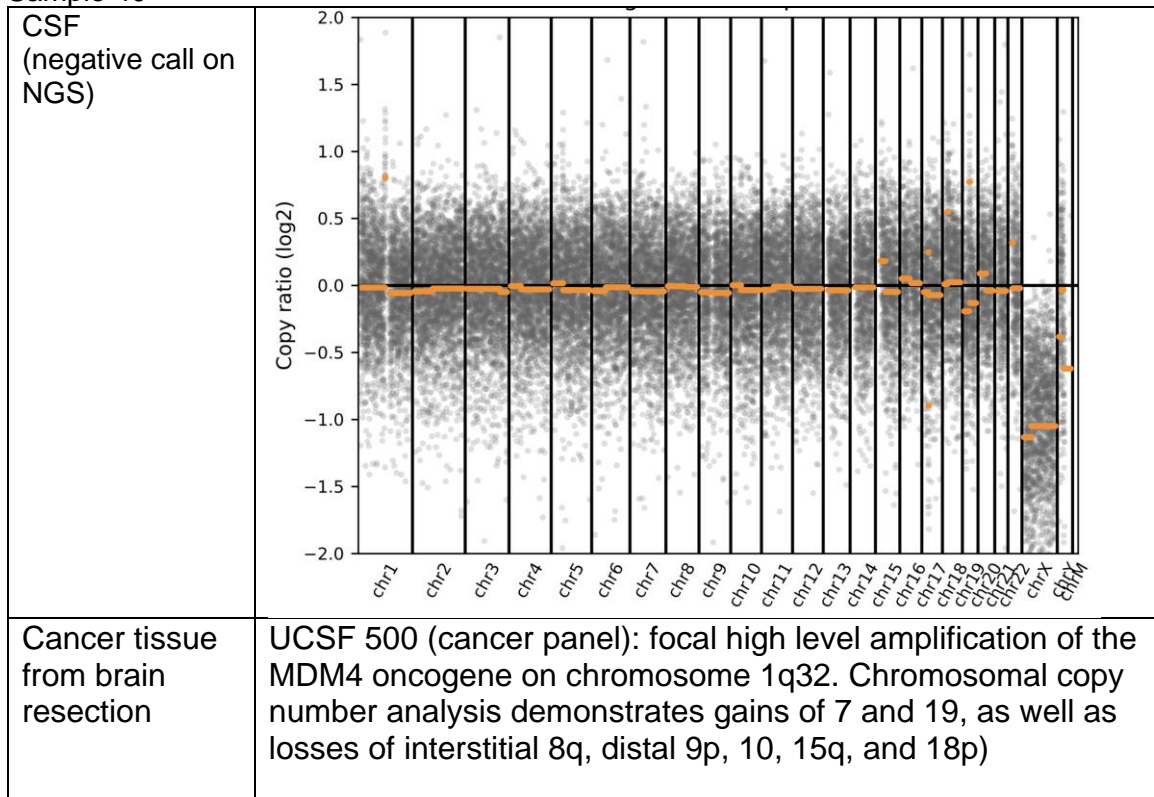 CSF
(negative call on
NGS)
2.0
1.5
1.0
0.5
0.0
−0.5
−1.0
−1.5
−2.0
Copy ratio (log2)
chr1
chr2
chr3
chr4
chr5
chr6
chr7
chr8
chr9
chr10
chr11
chr12
chr13
chr14
chr15
chr16
chr17
chr18
chr19
chr20
chr21
chr22
chrX
chrY
chrM
Cancer tissue
from brain
resection
UCSF 500 (cancer panel): focal high level amplification of the
MDM4 oncogene on chromosome 1q32. Chromosomal copy
number analysis demonstrates gains of 7 and 19, as well as
losses of interstitial 8q, distal 9p, 10, 15q, and 18p)